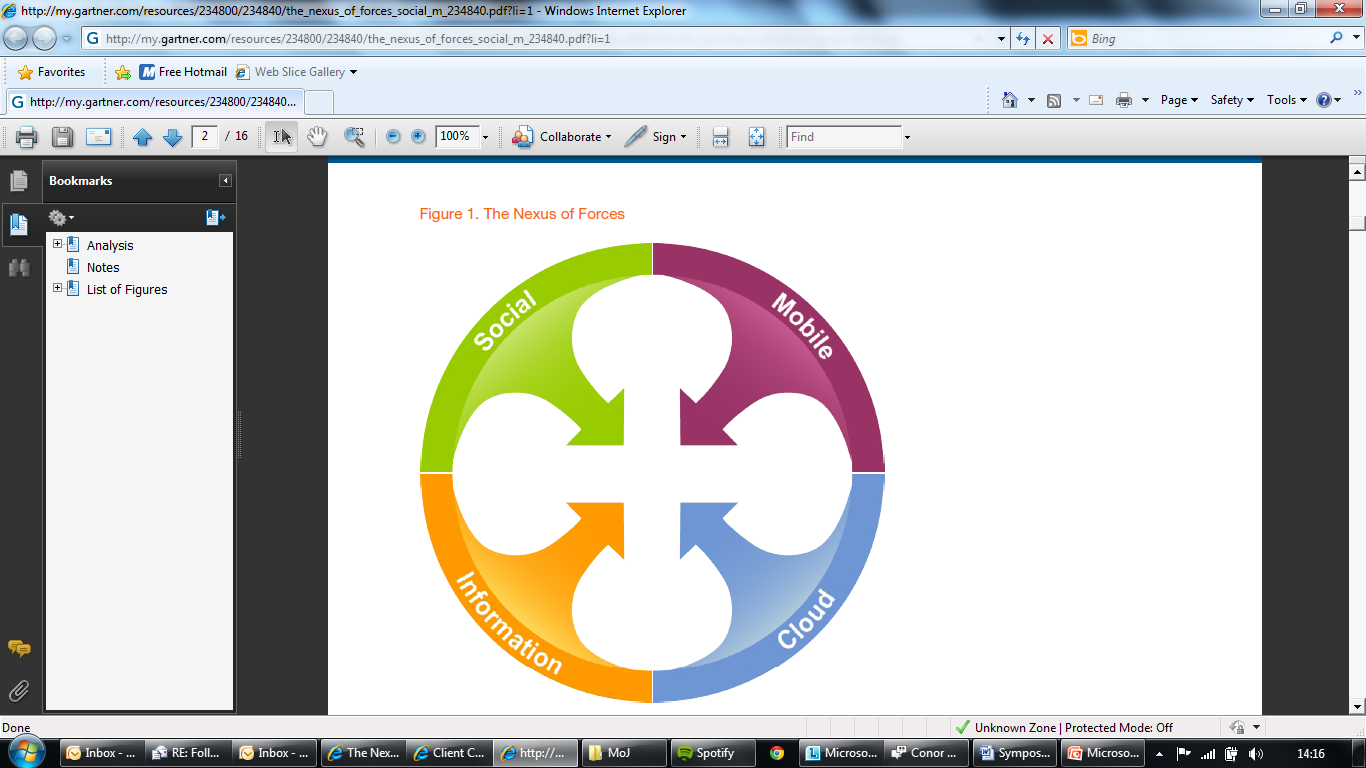 http://my.gartner.com/resources/234800/234840/the_nexus_of_forces_social_m_234840.pdf?li=1 - Windows Internet Explorer
http://my.gartner.com/resources/234800/234840/the_nexus_of_forces_social_m_234840.pdf?li=1
Bing
Favorites
Free Hotmail
Web Slice Gallery
http://my.gartner.com/resources/234800/234840...
Page
Safety
Tools
2 / 16
100%
Collaborate
Sign
Find
Bookmarks
Analysis
Notes
List of Figures
Figure 1. The Nexus of Forces
Social
Mobile
Information
Cloud
Done
Unknown Zone | Protected Mode: Off
Inbox - ...
RE: Foll...
Inbox - ...
The Nex...
Client C...
http://...
MoJ
Spotify
Microso...
Conor ...
Sympos...
Microso...
14:16